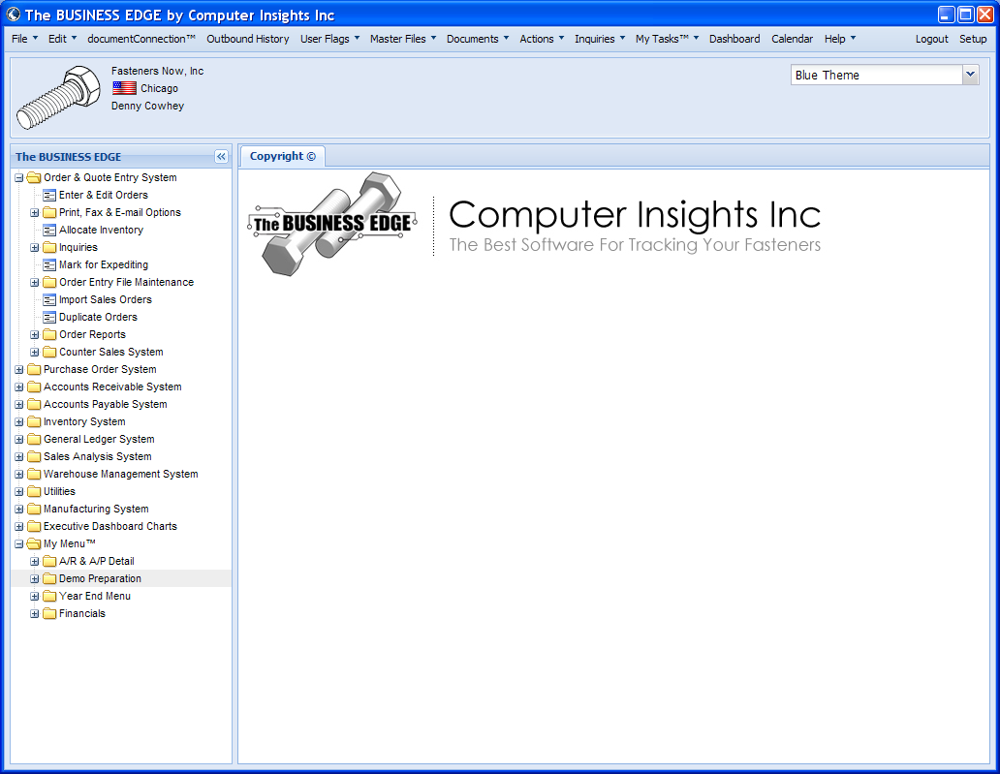 The BUSINESS EDGE by Computer Insights Inc
File Edit documentConnection™ Outbound History User Flags Master Files Documents Actions Inquiries My Tasks™ Dashboard Calendar Help Logout Setup
Fasteners Now, Inc
Chicago
Denny Cowhey
Blue Theme
The BUSINESS EDGE
Order & Quote Entry System
Enter & Edit Orders
Print, Fax & E-mail Options
Allocate Inventory
Inquiries
Mark for Expediting
Order Entry File Maintenance
Import Sales Orders
Duplicate Orders
Order Reports
Counter Sales System
Purchase Order System
Accounts Receivable System
Accounts Payable System
Inventory System
General Ledger System
Sales Analysis System
Warehouse Management System
Utilities
Manufacturing System
Executive Dashboard Charts
My Menu™
A/R & A/P Detail
Demo Preparation
Year End Menu
Financials
Copyright ©
The BUSINESS EDGE
Computer Insights Inc
The Best Software For Tracking Your Fasteners